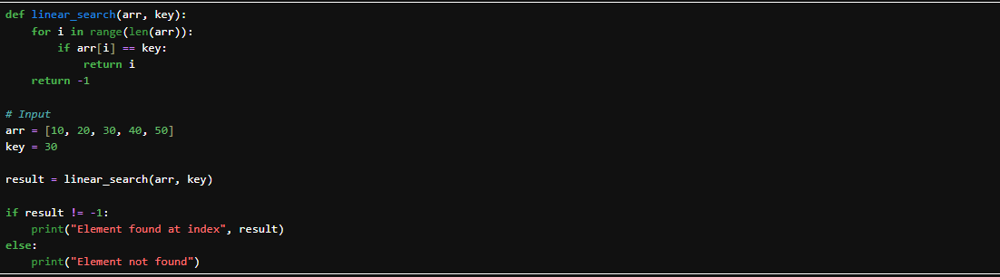 def linear_search(arr, key):
    for i in range(len(arr)):
        if arr[i] == key:
            return i
    return -1

# Input
arr = [10, 20, 30, 40, 50]
key = 30

result = linear_search(arr, key)

if result != -1:
    print("Element found at index", result)
else:
    print("Element not found")